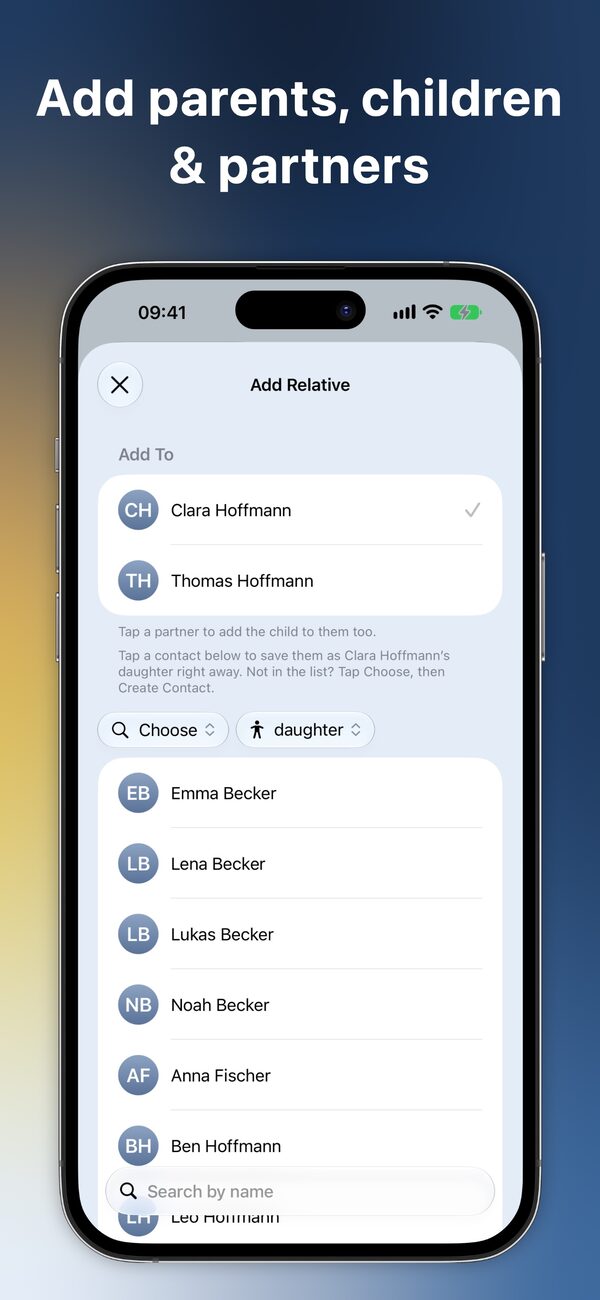 Add parents, children
& partners
09:41
Add Relative
Add To
CH Clara Hoffmann
TH Thomas Hoffmann
Tap a partner to add the child to them too.
Tap a contact below to save them as Clara Hoffmann’s
daughter right away. Not in the list? Tap Choose, then
Create Contact.
Choose daughter
EB Emma Becker
LB Lena Becker
LB Lukas Becker
NB Noah Becker
AF Anna Fischer
BH Ben Hoffmann
Search by name
LH Leo Hoffmann